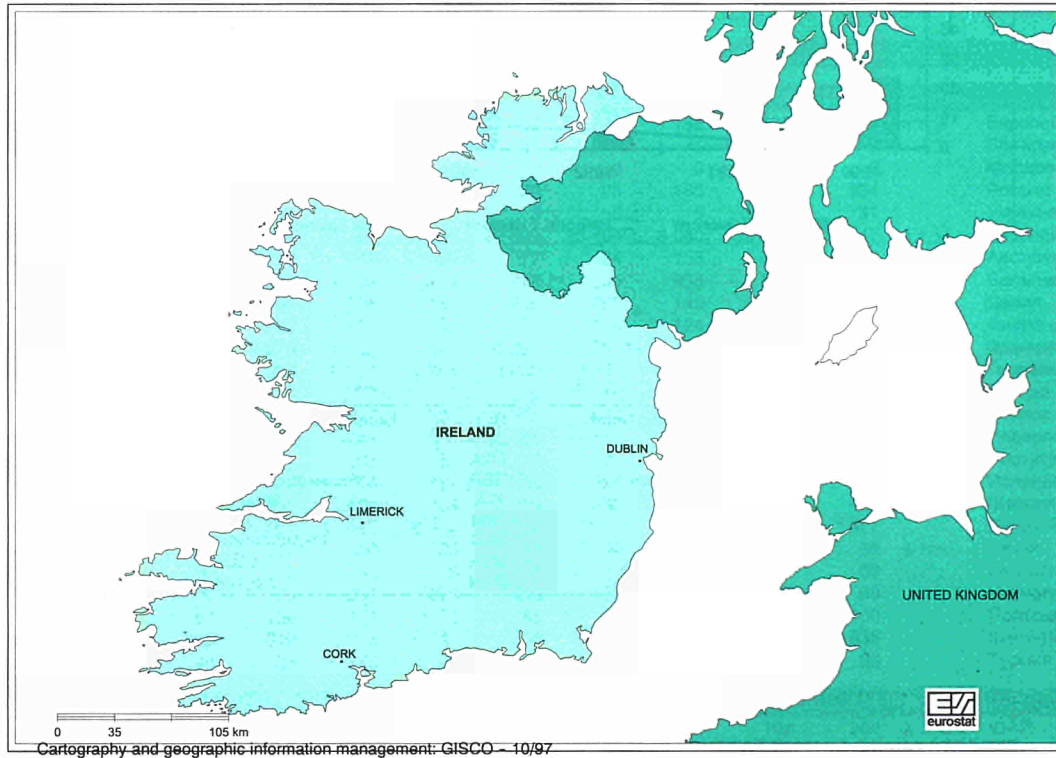 IRELAND
DUBLIN
LIMERICK
UNITED KINGDOM
CORK
eurostat
0 35 105 km
Cartography and geographic information management: GISCO - 10/97